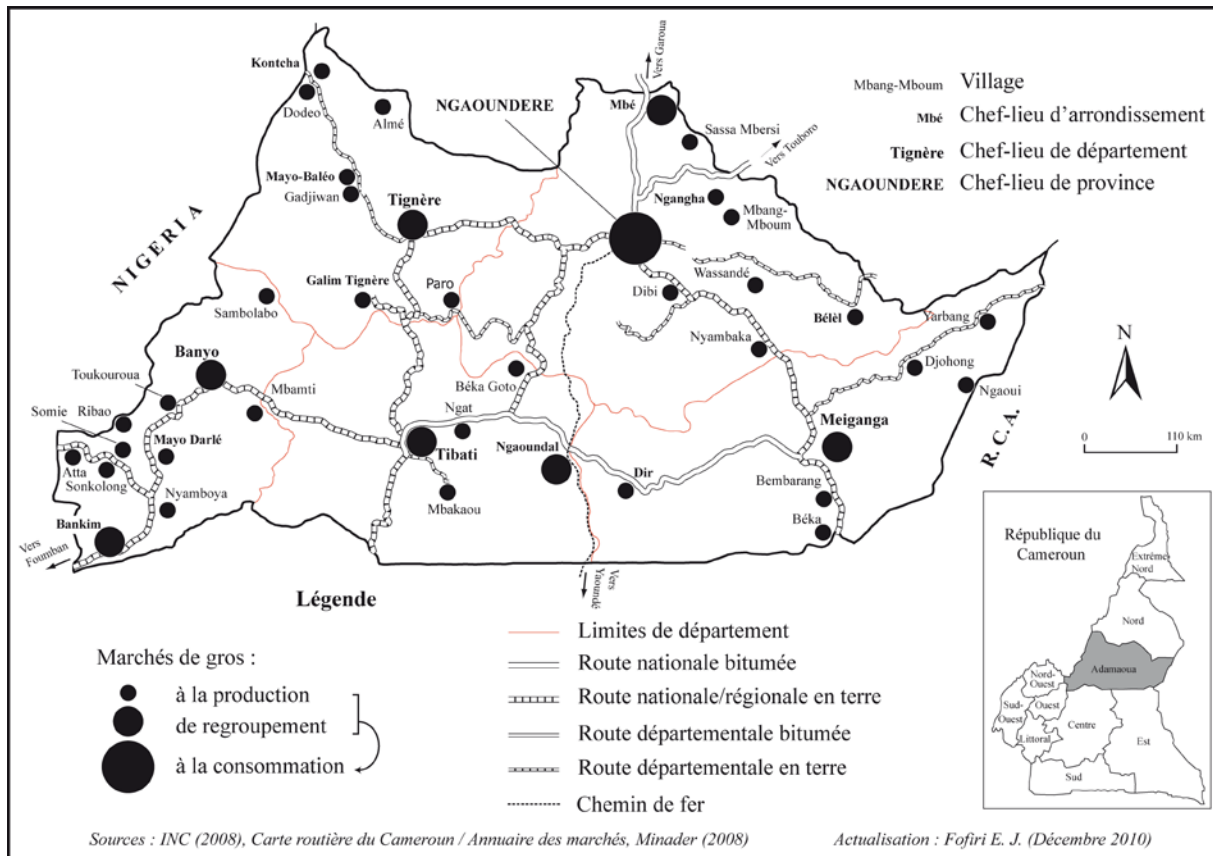 Kontcha
Dodeo
Almé
NGAOUNDERE
Vers Garoua
Mbé
Sassa Mbersi
Vers Touboro
Mbang-Mboum Village
Mbé Chef-lieu d'arrondissement
Tignère Chef-lieu de département
NGAOUNDERE Chef-lieu de province
Mayo-Baléo
Gadjiwan
Tignère
Ngangha
Mbang-
Mboum
NIGERIA
Galim Tignère
Paro
Sambolabo
Dibi
Wassandé
Bélèl
Yarbang
Nyambaka
Djohong
Ngaoui
Banyo
Toukouroua
Mbamti
Béka Goto
Somie
Ribao
Mayo Darlé
Ngat
Tibati
Ngaoundal
Meiganga
R.C.A.
N
0 110 km
Atta
Sonkolong
Nyamboya
Mbakaou
Dir
Bembarang
Béka
Bankim
Vers
Foumban
Vers
Yaoundé
Légende
Marchés de gros :
à la production
de regroupement
à la consommation
Limites de département
Route nationale bitumée
Route nationale/régionale en terre
Route départementale bitumée
Route départementale en terre
Chemin de fer
République du
Cameroun
Extrême-
Nord
Nord
Adamaoua
Nord-
Ouest
Sud-
Ouest
Ouest
Littoral
Centre
Est
Sud
Sources : INC (2008), Carte routière du Cameroun / Annuaire des marchés, Minader (2008)
Actualisation : Fofiri E. J. (Décembre 2010)